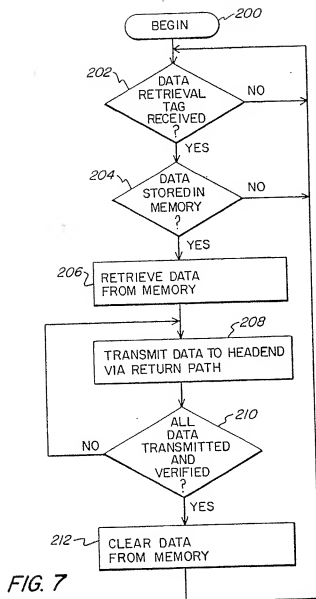 BEGIN
200
202
DATA
RETRIEVAL
TAG
RECEIVED
?
NO
YES
204
DATA
STORED IN
MEMORY
?
NO
YES
206
RETRIEVE DATA
FROM MEMORY
208
TRANSMIT DATA TO HEADEND
VIA RETURN PATH
210
ALL
DATA
TRANSMITTED
AND
VERIFIED
?
NO
YES
212
CLEAR DATA
FROM MEMORY
FIG. 7